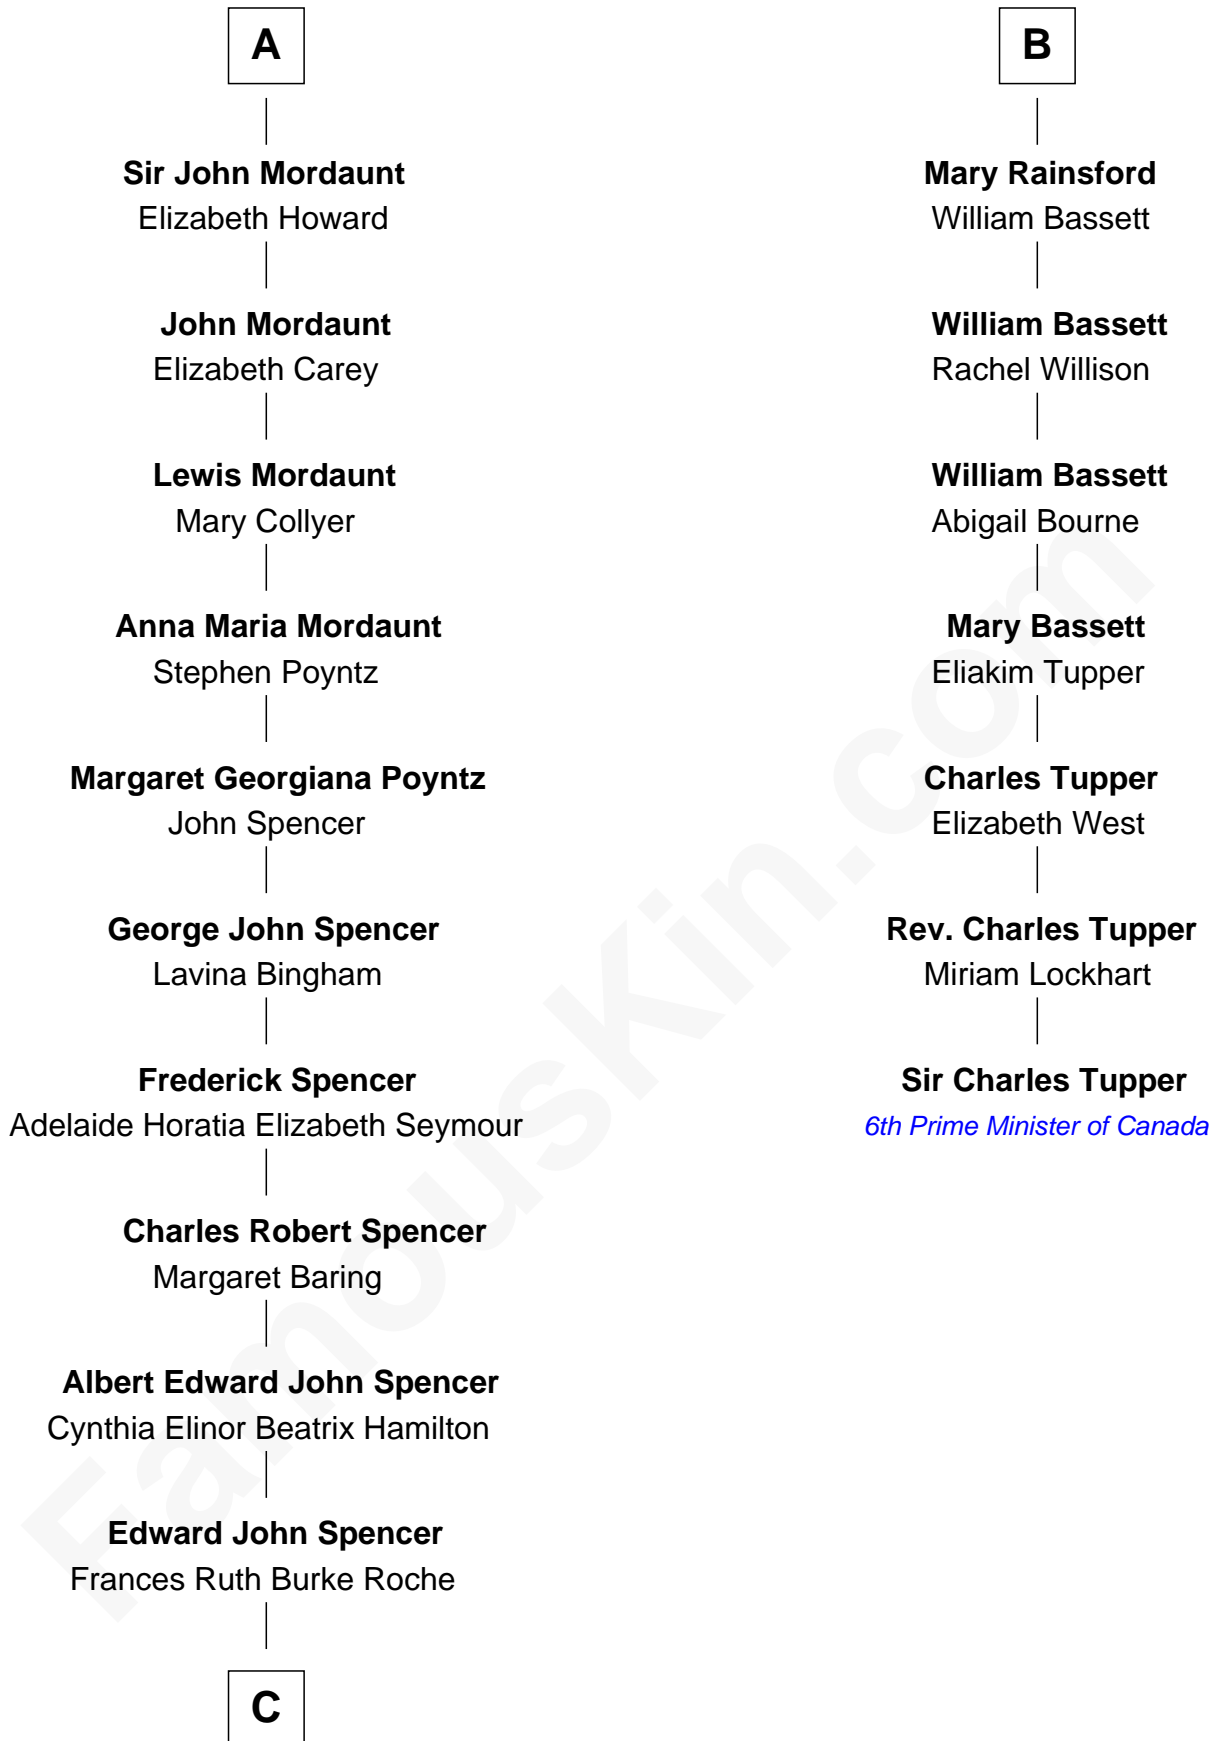 A
Sir John Mordaunt
Elizabeth Howard
John Mordaunt
Elizabeth Carey
Lewis Mordaunt
Mary Collyer
Anna Maria Mordaunt
Stephen Poyntz
Margaret Georgiana Poyntz
John Spencer
George John Spencer
Lavina Bingham
Frederick Spencer
Adelaide Horatia Elizabeth Seymour
Charles Robert Spencer
Margaret Baring
Albert Edward John Spencer
Cynthia Elinor Beatrix Hamilton
Edward John Spencer
Frances Ruth Burke Roche
C
B
Mary Rainsford
William Bassett
William Bassett
Rachel Willison
William Bassett
Abigail Bourne
Mary Bassett
Eliakim Tupper
Charles Tupper
Elizabeth West
Rev. Charles Tupper
Miriam Lockhart
Sir Charles Tupper
6th Prime Minister of Canada
FamousKin.com